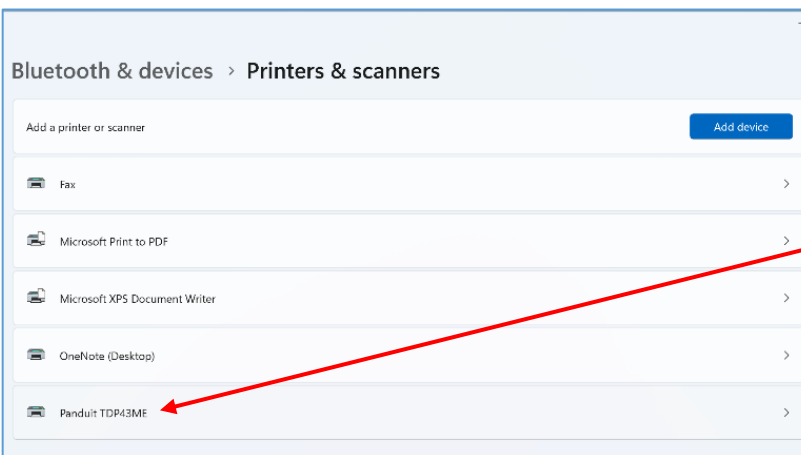 Bluetooth & devices > Printers & scanners
Add a printer or scanner
Add device
Fax
Microsoft Print to PDF
Microsoft XPS Document Writer
OneNote (Desktop)
Panduit TDP43ME